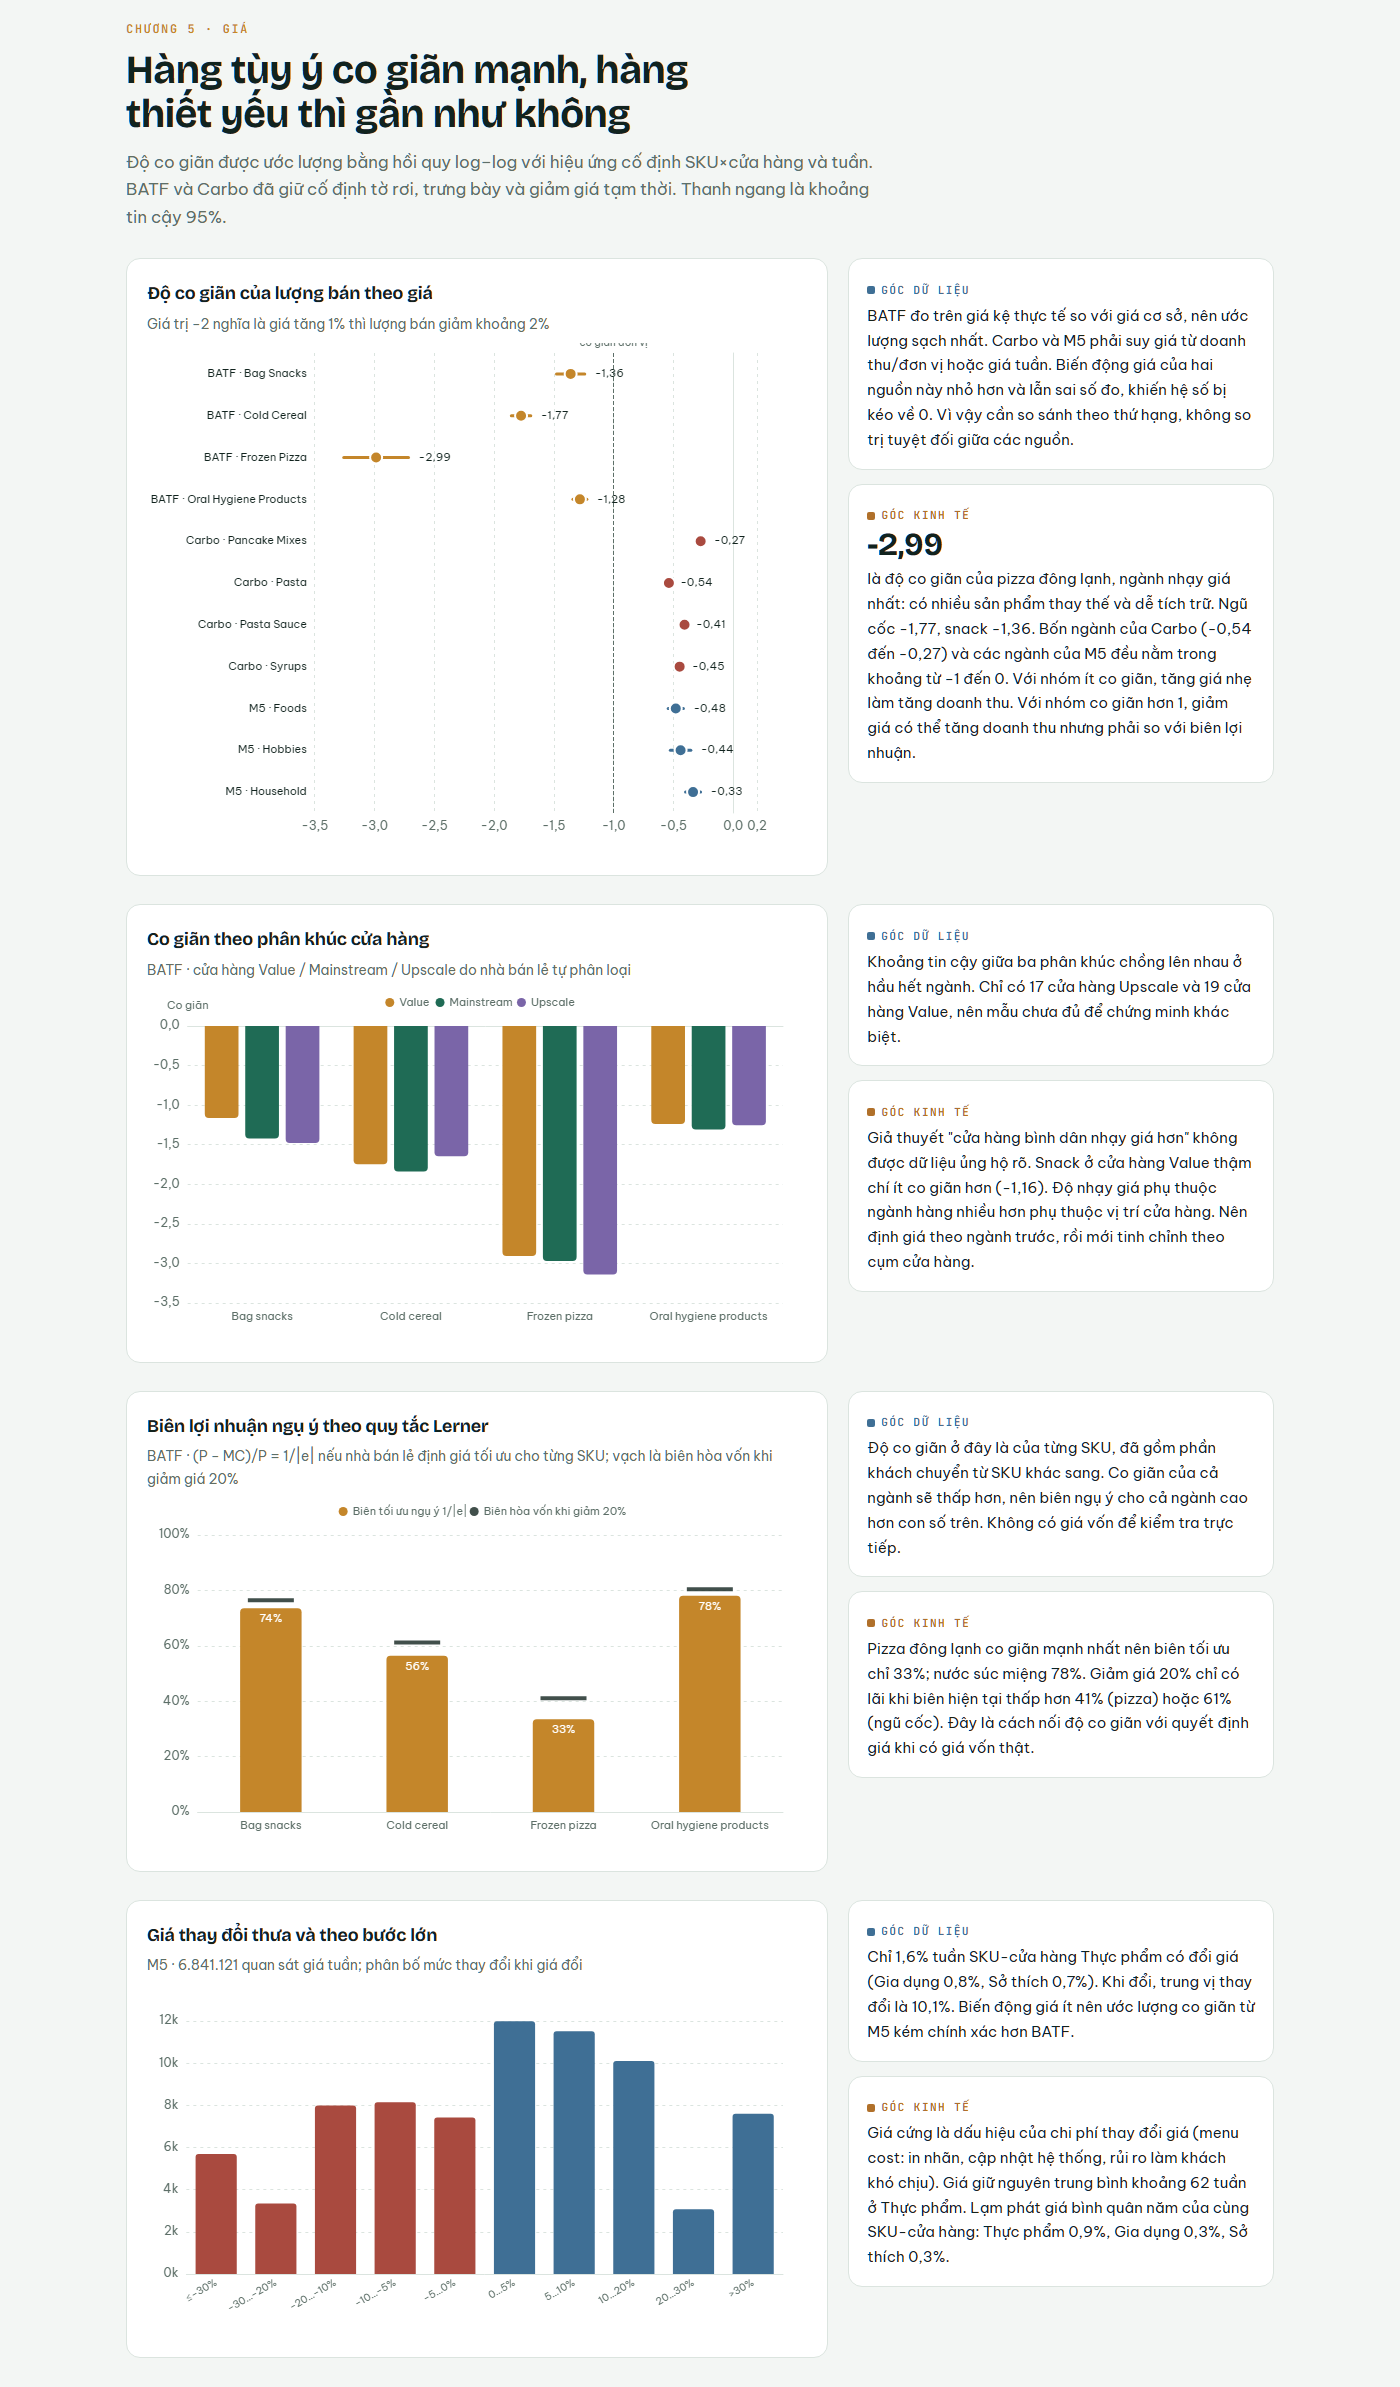 CHƯƠNG 5 · GIÁ
Hàng tùy ý co giãn mạnh, hàng
thiết yếu thì gần như không
Độ co giãn được ước lượng bằng hồi quy log–log với hiệu ứng cố định SKU×cửa hàng và tuần.
BATF và Carbo đã giữ cố định tờ rơi, trưng bày và giảm giá tạm thời. Thanh ngang là khoảng
tin cậy 95%.
Độ co giãn của lượng bán theo giá
Giá trị −2 nghĩa là giá tăng 1% thì lượng bán giảm khoảng 2%
co giãn đơn vị
BATF · Bag Snacks
-1,36
BATF · Cold Cereal
-1,77
BATF · Frozen Pizza
-2,99
BATF · Oral Hygiene Products
-1,28
Carbo · Pancake Mixes
-0,27
Carbo · Pasta
-0,54
Carbo · Pasta Sauce
-0,41
Carbo · Syrups
-0,45
M5 · Foods
-0,48
M5 · Hobbies
-0,44
M5 · Household
-0,33
-3,5 -3,0 -2,5 -2,0 -1,5 -1,0 -0,5 0,0 0,2
GÓC DỮ LIỆU
BATF đo trên giá kệ thực tế so với giá cơ sở, nên ước
lượng sạch nhất. Carbo và M5 phải suy giá từ doanh
thu/đơn vị hoặc giá tuần. Biến động giá của hai
nguồn này nhỏ hơn và lẫn sai số đo, khiến hệ số bị
kéo về 0. Vì vậy cần so sánh theo thứ hạng, không so
trị tuyệt đối giữa các nguồn.
GÓC KINH TẾ
-2,99
là độ co giãn của pizza đông lạnh, ngành nhạy giá
nhất: có nhiều sản phẩm thay thế và dễ tích trữ. Ngũ
cốc -1,77, snack -1,36. Bốn ngành của Carbo (-0,54
đến -0,27) và các ngành của M5 đều nằm trong
khoảng từ -1 đến 0. Với nhóm ít co giãn, tăng giá nhẹ
làm tăng doanh thu. Với nhóm co giãn hơn 1, giảm
giá có thể tăng doanh thu nhưng phải so với biên lợi
nhuận.
Co giãn theo phân khúc cửa hàng
BATF · cửa hàng Value / Mainstream / Upscale do nhà bán lẻ tự phân loại
Co giãn
Value Mainstream Upscale
0,0
-0,5
-1,0
-1,5
-2,0
-2,5
-3,0
-3,5
Bag snacks Cold cereal Frozen pizza Oral hygiene products
GÓC DỮ LIỆU
Khoảng tin cậy giữa ba phân khúc chồng lên nhau ở
hầu hết ngành. Chỉ có 17 cửa hàng Upscale và 19 cửa
hàng Value, nên mẫu chưa đủ để chứng minh khác
biệt.
GÓC KINH TẾ
Giả thuyết "cửa hàng bình dân nhạy giá hơn" không
được dữ liệu ủng hộ rõ. Snack ở cửa hàng Value thậm
chí ít co giãn hơn (-1,16). Độ nhạy giá phụ thuộc
ngành hàng nhiều hơn phụ thuộc vị trí cửa hàng. Nên
định giá theo ngành trước, rồi mới tinh chỉnh theo
cụm cửa hàng.
Biên lợi nhuận ngụ ý theo quy tắc Lerner
BATF · (P − MC)/P = 1/|e| nếu nhà bán lẻ định giá tối ưu cho từng SKU; vạch là biên hòa vốn khi
giảm giá 20%
Biên tối ưu ngụ ý 1/|e| Biên hòa vốn khi giảm 20%
100%
80%
60%
40%
20%
0%
74%
56%
33%
78%
Bag snacks Cold cereal Frozen pizza Oral hygiene products
GÓC DỮ LIỆU
Độ co giãn ở đây là của từng SKU, đã gồm phần
khách chuyển từ SKU khác sang. Co giãn của cả
ngành sẽ thấp hơn, nên biên ngụ ý cho cả ngành cao
hơn con số trên. Không có giá vốn để kiểm tra trực
tiếp.
GÓC KINH TẾ
Pizza đông lạnh co giãn mạnh nhất nên biên tối ưu
chỉ 33%; nước súc miệng 78%. Giảm giá 20% chỉ có
lãi khi biên hiện tại thấp hơn 41% (pizza) hoặc 61%
(ngũ cốc). Đây là cách nối độ co giãn với quyết định
giá khi có giá vốn thật.
Giá thay đổi thưa và theo bước lớn
M5 · 6.841.121 quan sát giá tuần; phân bố mức thay đổi khi giá đổi
12k
10k
8k
6k
4k
2k
0k
≤-30% -30…-20% -20…-10% -10…-5% -5…0% 0…5% 5…10% 10…20% 20…30% >30%
GÓC DỮ LIỆU
Chỉ 1,6% tuần SKU-cửa hàng Thực phẩm có đổi giá
(Gia dụng 0,8%, Sở thích 0,7%). Khi đổi, trung vị thay
đổi là 10,1%. Biến động giá ít nên ước lượng co giãn từ
M5 kém chính xác hơn BATF.
GÓC KINH TẾ
Giá cứng là dấu hiệu của chi phí thay đổi giá (menu
cost: in nhãn, cập nhật hệ thống, rủi ro làm khách
khó chịu). Giá giữ nguyên trung bình khoảng 62 tuần
ở Thực phẩm. Lạm phát giá bình quân năm của cùng
SKU-cửa hàng: Thực phẩm 0,9%, Gia dụng 0,3%, Sở
thích 0,3%.